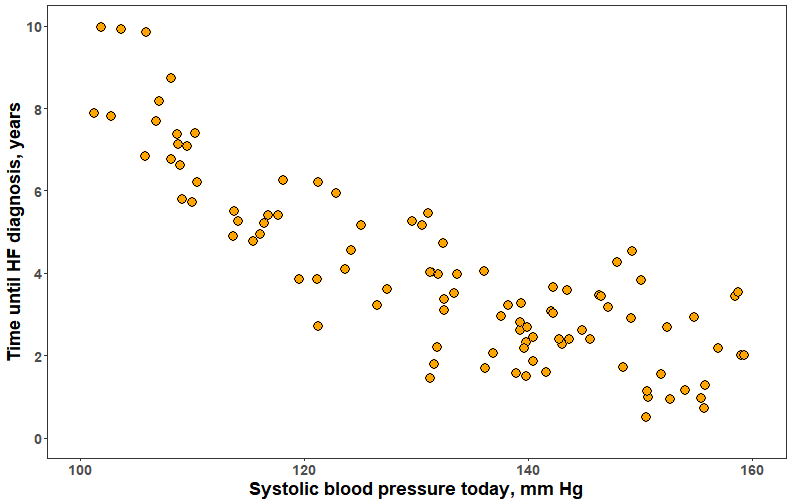 10
8
6
4
2
0
Time until HF diagnosis, years
100 120 140 160
Systolic blood pressure today, mm Hg